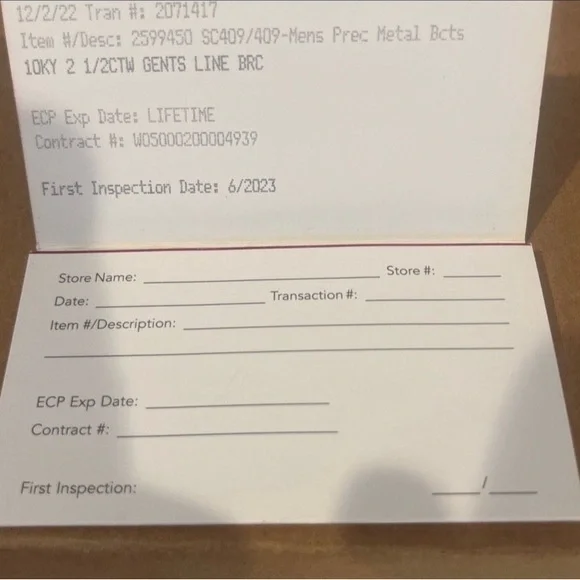 12/2/22 Tran #: 2071417
Item #/Desc: 2599450 SC409/409-Mens Prec Metal Bcts
10KY 2 1/2CTW GENTS LINE BRC
ECP Exp Date: LIFETIME
Contract #: W05000200004939
First Inspection Date: 6/2023
Store Name: Store #:
Date: Transaction #:
Item #/Description:
ECP Exp Date:
Contract #:
First Inspection: /